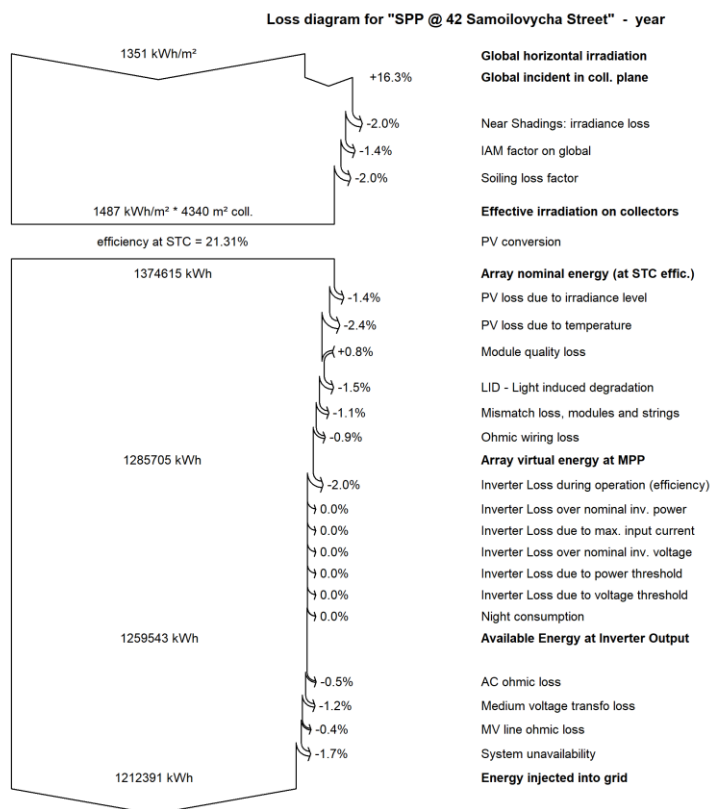 Loss diagram for "SPP @ 42 Samoilovycha Street" - year
1351 kWh/m² Global horizontal irradiation
+16.3% Global incident in coll. plane
-2.0% Near Shadings: irradiance loss
-1.4% IAM factor on global
-2.0% Soiling loss factor
1487 kWh/m² * 4340 m² coll. Effective irradiation on collectors
efficiency at STC = 21.31% PV conversion
1374615 kWh Array nominal energy (at STC effic.)
-1.4% PV loss due to irradiance level
-2.4% PV loss due to temperature
+0.8% Module quality loss
-1.5% LID - Light induced degradation
-1.1% Mismatch loss, modules and strings
-0.9% Ohmic wiring loss
1285705 kWh Array virtual energy at MPP
-2.0% Inverter Loss during operation (efficiency)
0.0% Inverter Loss over nominal inv. power
0.0% Inverter Loss due to max. input current
0.0% Inverter Loss over nominal inv. voltage
0.0% Inverter Loss due to power threshold
0.0% Inverter Loss due to voltage threshold
0.0% Night consumption
1259543 kWh Available Energy at Inverter Output
-0.5% AC ohmic loss
-1.2% Medium voltage transfo loss
-0.4% MV line ohmic loss
-1.7% System unavailability
1212391 kWh Energy injected into grid